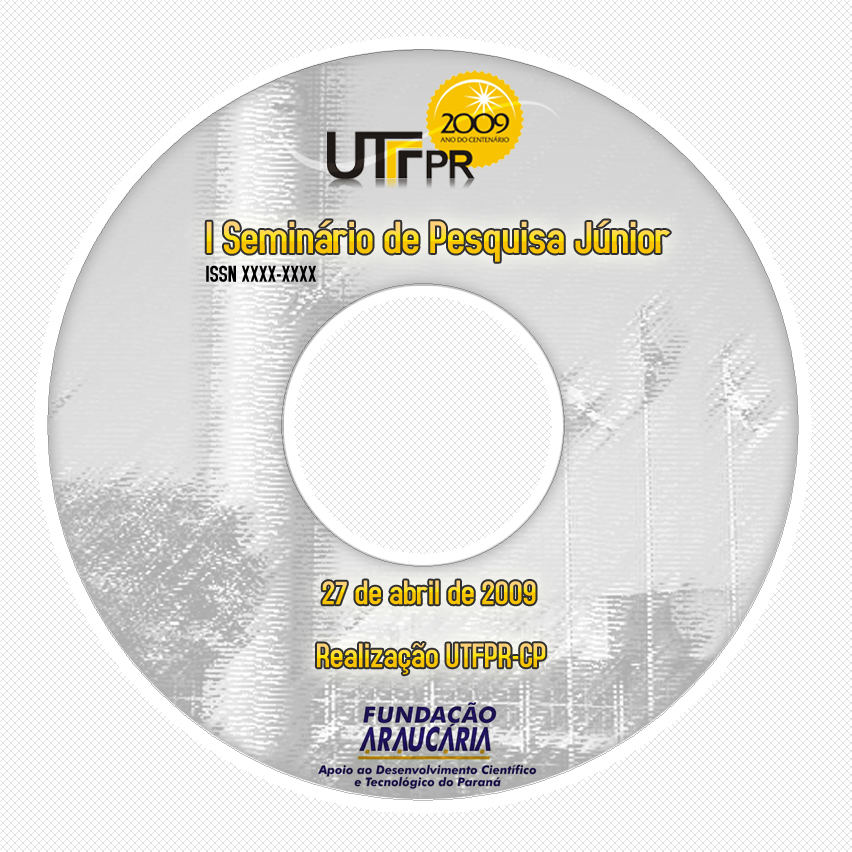 2009
ANO DO CENTENÁRIO
UTFPR
I Seminário de Pesquisa Júnior
ISSN XXXX-XXXX
27 de abril de 2009
Realização UTFPR-CP
FUNDAÇÃO
ARAUCÁRIA
Apoio ao Desenvolvimento Científico
e Tecnológico do Paraná